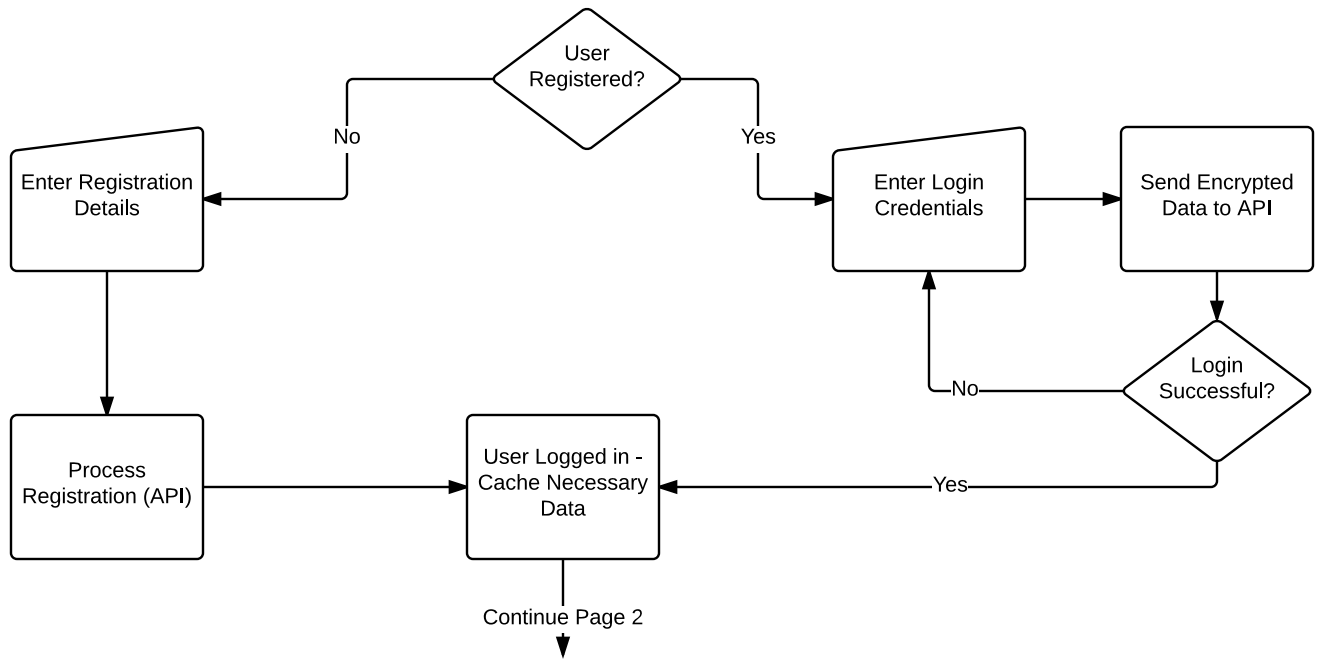 User
Registered?
No
Yes
Enter Registration
Details
Enter Login
Credentials
Send Encrypted
Data to API
Login
Successful?
No
Process
Registration (API)
User Logged in -
Cache Necessary
Data
Yes
Continue Page 2